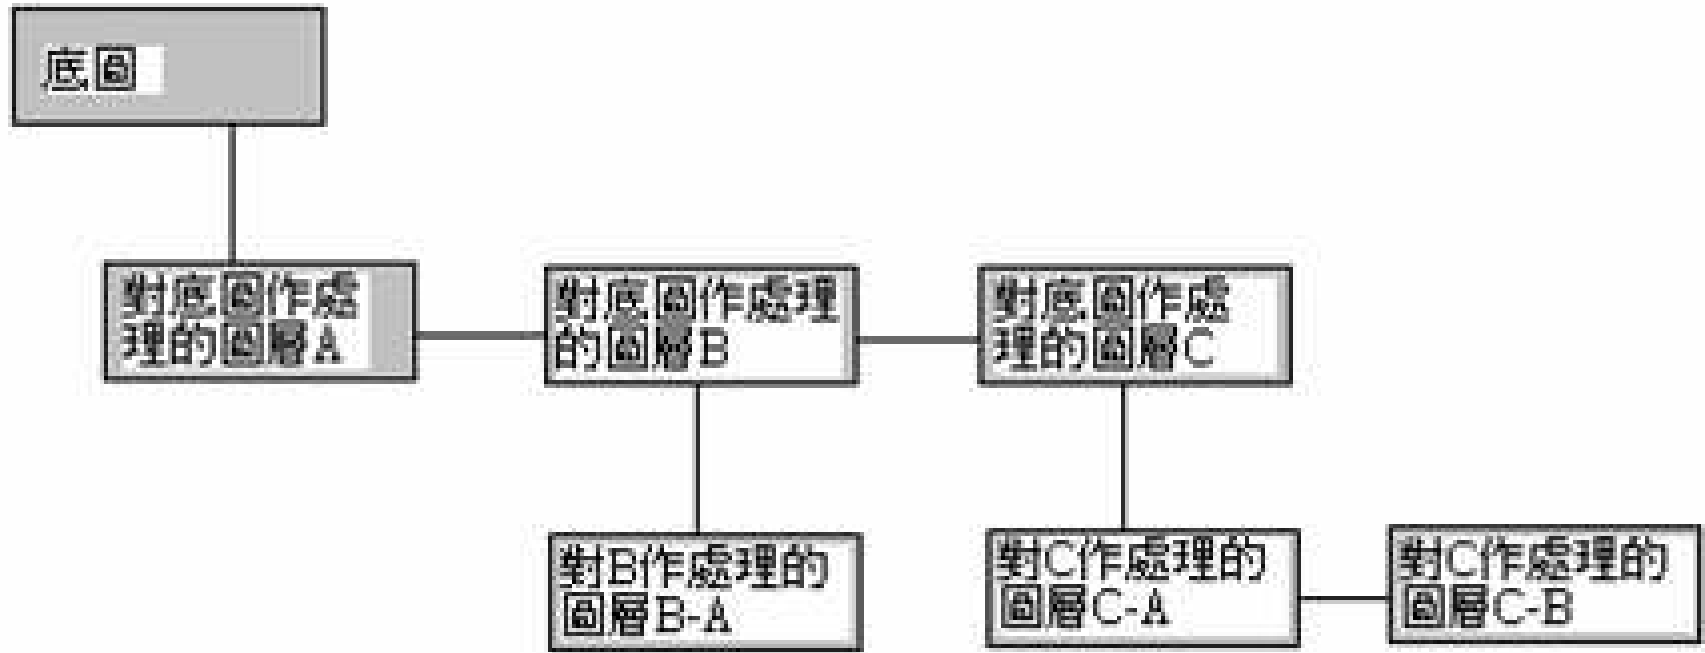 底圖
對底圖作處
理的圖層A
對底圖作處理
的圖層B
對底圖作處
理的圖層C
對B作處理的
圖層B-A
對C作處理的
圖層C-A
對C作處理的
圖層C-B